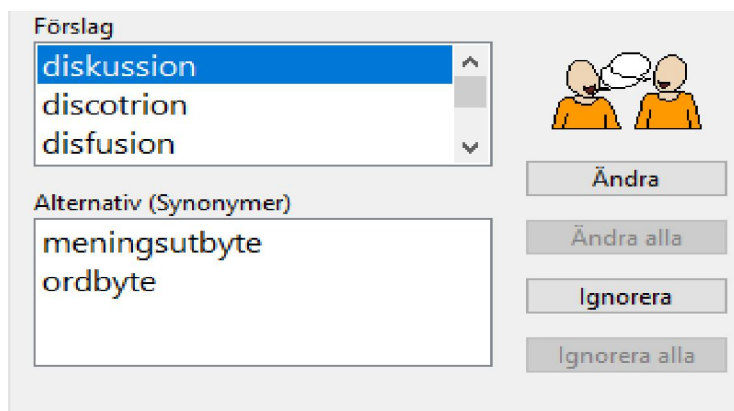 Förslag
diskussion
discotrion
disfusion
Ändra
Alternativ (Synonymer)
meningsutbyte
ordbyte
Ändra alla
Ignorera
Ignorera alla